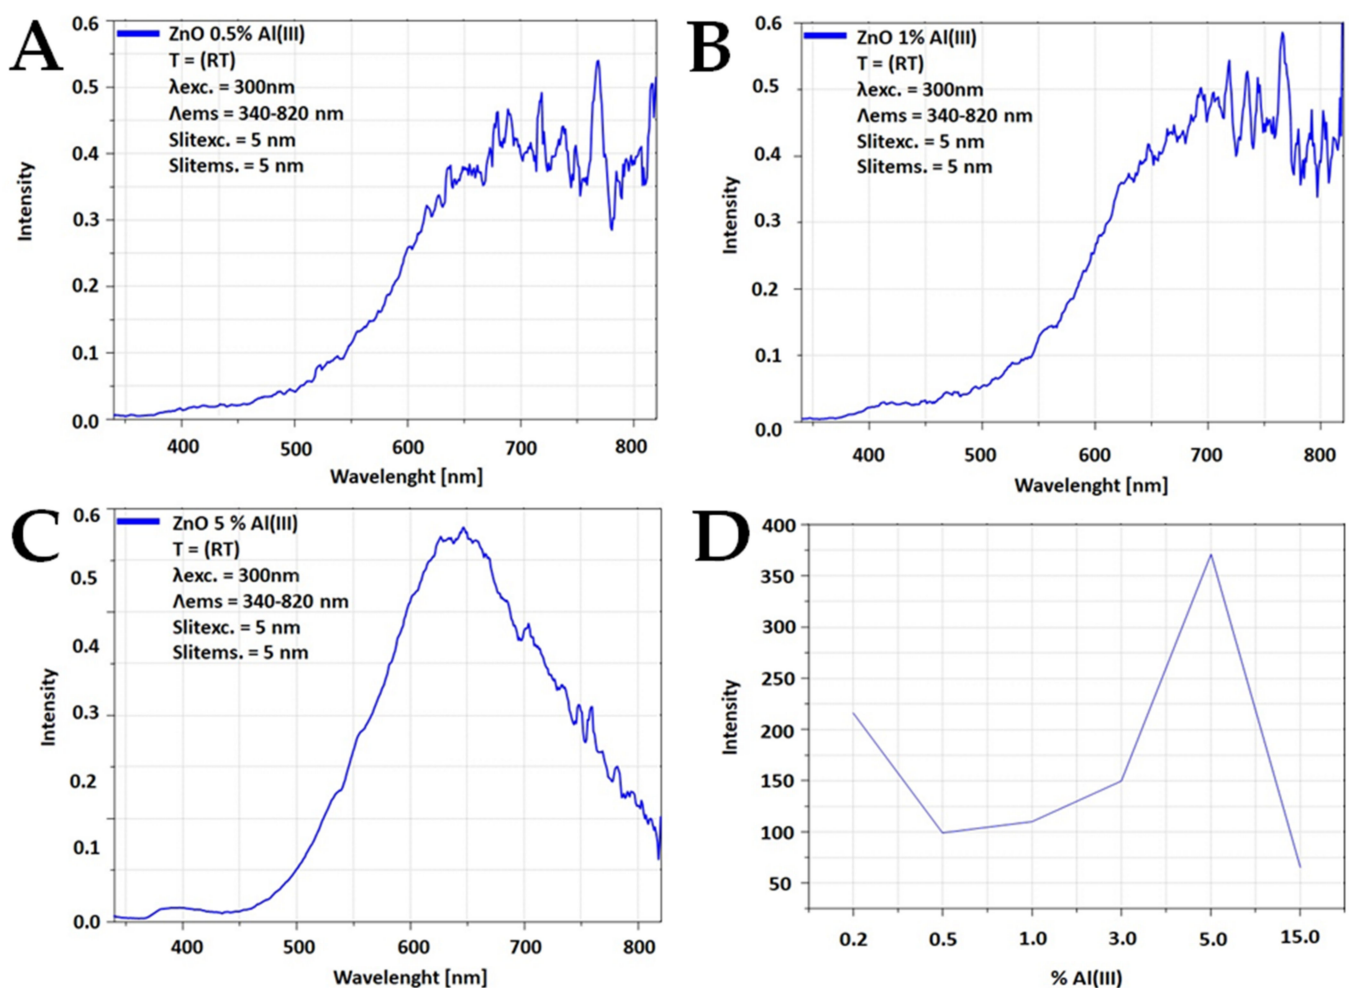 A
ZnO 0.5% Al(III)
T = (RT)
λexc. = 300nm
Λems = 340-820 nm
Slitexc. = 5 nm
Slitems. = 5 nm
0.6
0.5
0.4
0.3
0.2
0.1
0.0
Intensity
400 500 600 700 800
Wavelenght [nm]
B
ZnO 1% Al(III)
T = (RT)
λexc. = 300nm
Λems = 340-820 nm
Slitexc. = 5 nm
Slitems. = 5 nm
0.6
0.5
0.4
0.3
0.2
0.1
0.0
Intensity
400 500 600 700 800
Wavelenght [nm]
C
ZnO 5 % Al(III)
T = (RT)
λexc. = 300nm
Λems = 340-820 nm
Slitexc. = 5 nm
Slitems. = 5 nm
0.6
0.5
0.4
0.3
0.2
0.1
0.0
Intensity
400 500 600 700 800
Wavelenght [nm]
D
400
350
300
250
200
150
100
50
Intensity
0.2 0.5 1.0 3.0 5.0 15.0
% Al(III)